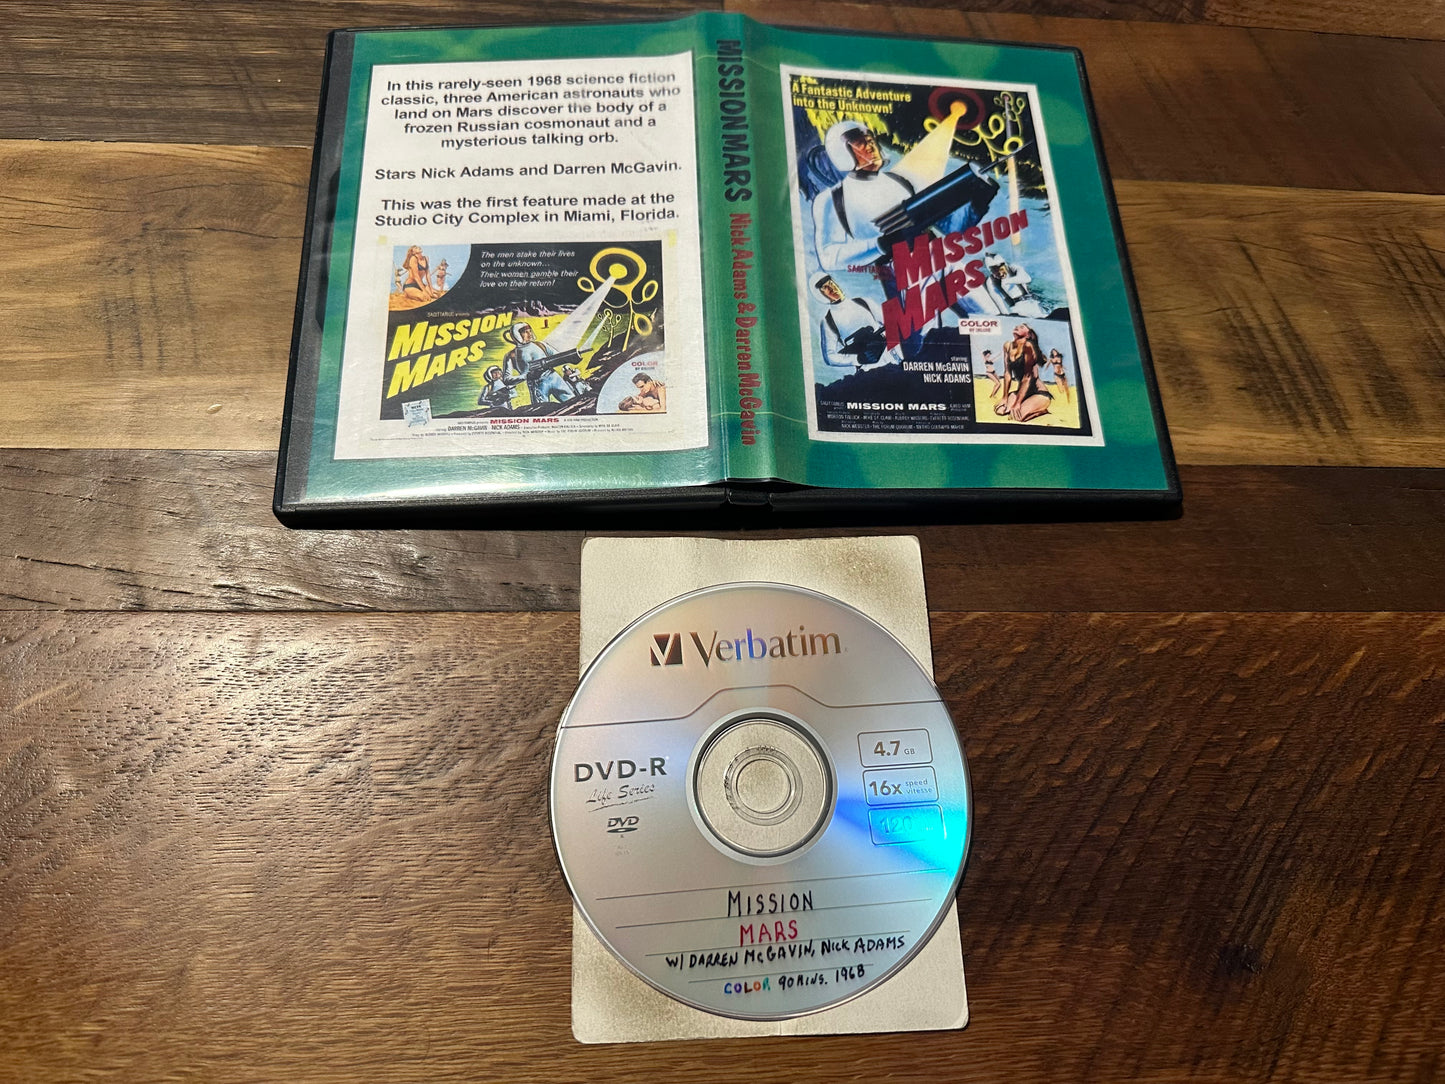 In this rarely-seen 1968 science fiction
classic, three American astronauts who
land on Mars discover the body of a
frozen Russian cosmonaut and a
mysterious talking orb.
Stars Nick Adams and Darren McGavin.
This was the first feature made at the
Studio City Complex in Miami, Florida.
The men stake their lives
on the unknown...
Their women gamble their
love on their return!
MISSION
MARS
COLOR
MISSION MARS
DARREN McGAVIN NICK ADAMS
MISSION MARS Nick Adams & Darren McGavin
A Fantastic Adventure
into the Unknown!
SAGITTARIUS
MISSION
MARS
COLOR
BY DELUXE
starring
DARREN McGAVIN
NICK ADAMS
MISSION MARS
Verbatim
DVD-R
Life Series
DVD
R
4.7 GB
16x speed
vitesse
120
MISSION
MARS
W/ DARREN McGAVIN, NICK ADAMS
COLOR 90 MINS. 1968